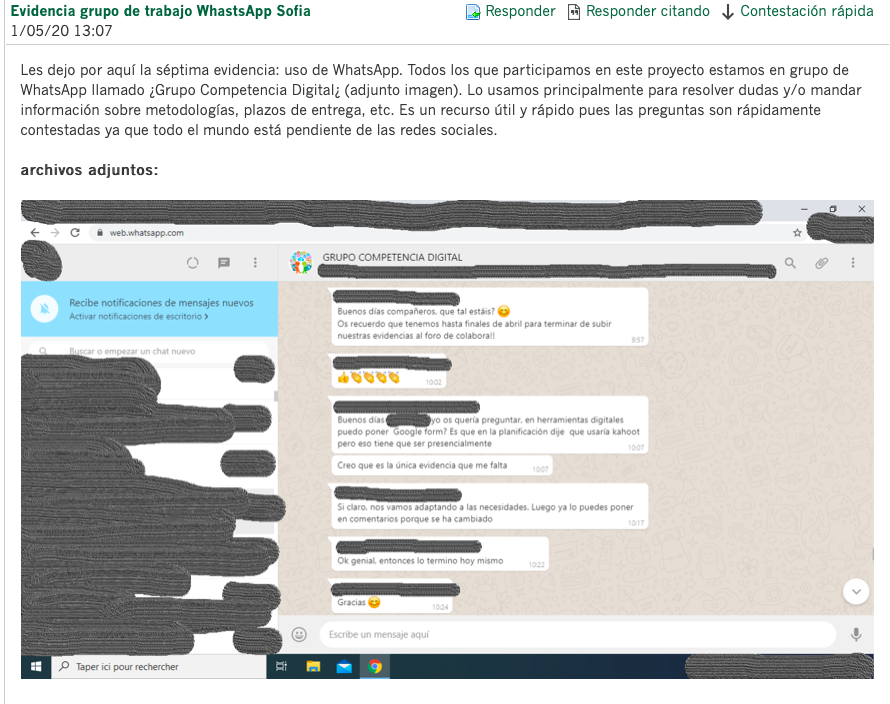 Evidencia grupo de trabajo WhastsApp Sofia
Responder
Responder citando
Contestación rápida
1/05/20 13:07
Les dejo por aquí la séptima evidencia: uso de WhatsApp. Todos los que participamos en este proyecto estamos en grupo de
WhatsApp llamado ¿Grupo Competencia Digital¿ (adjunto imagen). Lo usamos principalmente para resolver dudas y/o mandar
información sobre metodologías, plazos de entrega, etc. Es un recurso útil y rápido pues las preguntas son rápidamente
contestadas ya que todo el mundo está pendiente de las redes sociales.
archivos adjuntos:
web.whatsapp.com
GRUPO COMPETENCIA DIGITAL
Recibe notificaciones de mensajes nuevos
Activar notificaciones de escritorio >
Buscar o empezar un chat nuevo
Buenos días compañeros, que tal estáis? 😊
Os recuerdo que tenemos hasta finales de abril para terminar de subir
nuestras evidencias al foro de colabora!!
9:57
👍👏👏👏👏
10:02
Buenos días yo os quería preguntar, en herramientas digitales
puedo poner Google form? Es que en la planificación dije que usaría kahoot
pero eso tiene que ser presencialmente
10:07
Creo que es la única evidencia que me falta
10:07
Si claro, nos vamos adaptando a las necesidades. Luego ya lo puedes poner
en comentarios porque se ha cambiado
10:17
Ok genial, entonces lo termino hoy mismo
10:22
Gracias 😊
10:24
Escribe un mensaje aquí
Taper ici pour rechercher